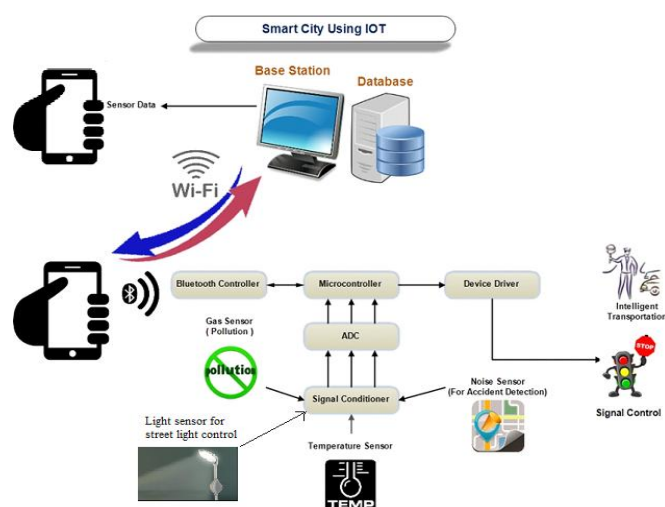 Smart City Using IOT
Base Station
Database
Sensor Data
Wi-Fi
Bluetooth Controller
Microcontroller
Device Driver
Intelligent
Transportation
Gas Sensor
( Pollution )
ADC
STOP
pollution
Noise Sensor
(For Accident Detection)
Signal Conditioner
Signal Control
Light sensor for
street light control
Temperature Sensor
TEMP